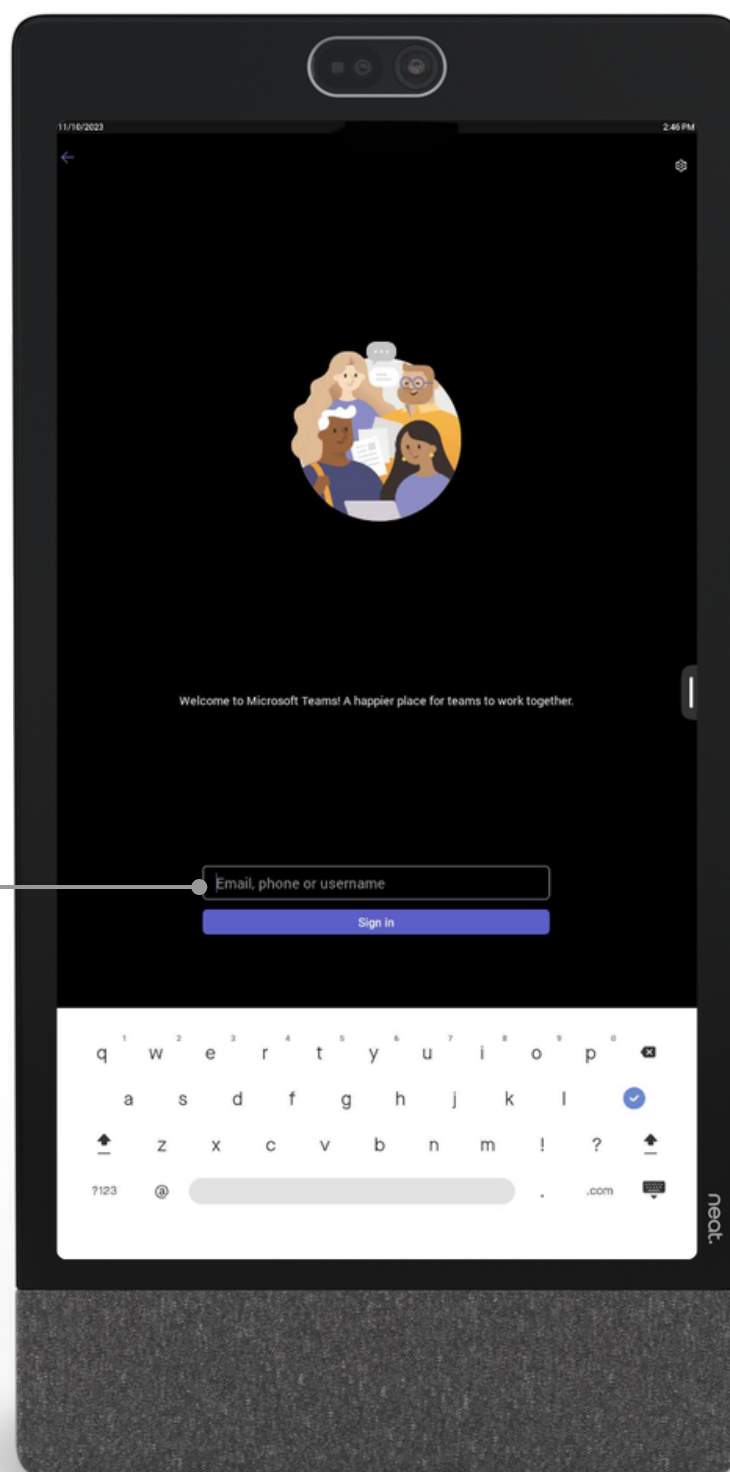 11/10/2023 2:46 PM
Welcome to Microsoft Teams! A happier place for teams to work together.
Email, phone or username
Sign in
1 2 3 4 5 6 7 8 9 0
q w e r t y u i o p
a s d f g h j k l
z x c v b n m ! ?
?123 @ . .com
neat.